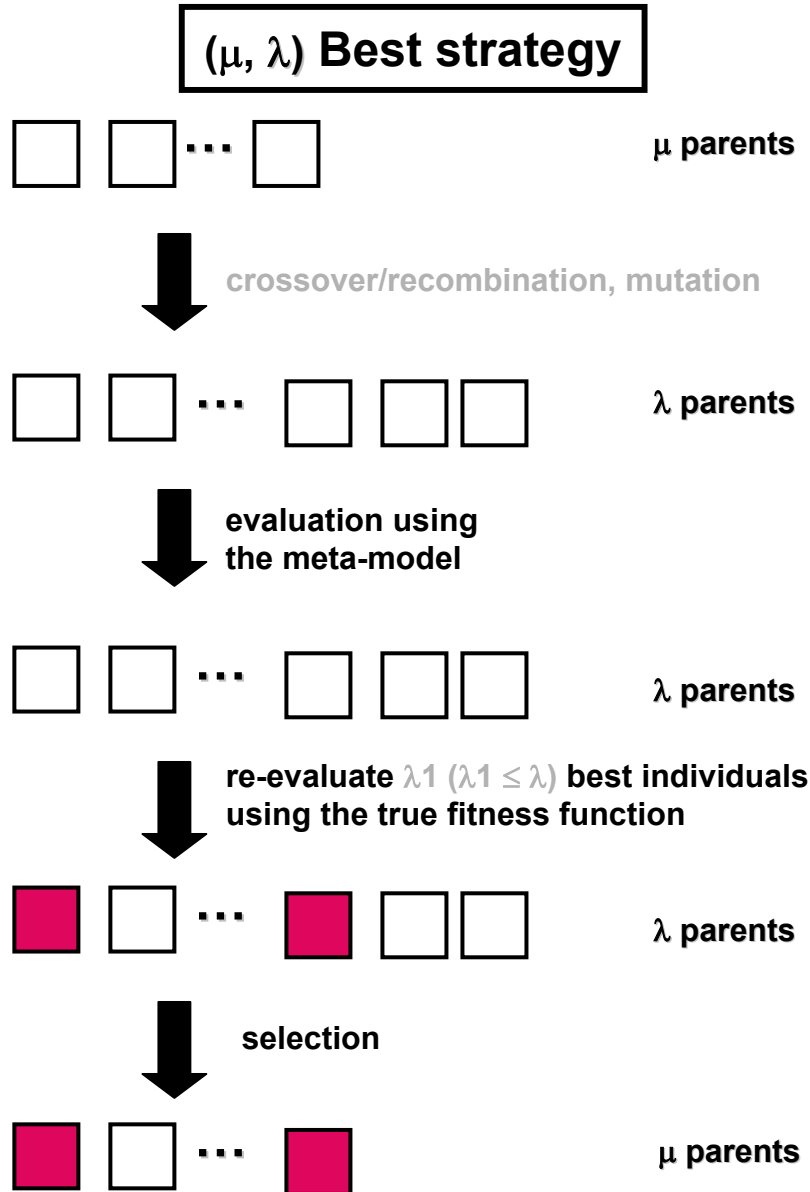 (μ, λ) Best strategy
... μ parents
crossover/recombination, mutation
... λ parents
evaluation using
the meta-model
... λ parents
re-evaluate λ1 (λ1 ≤ λ) best individuals
using the true fitness function
... λ parents
selection
... μ parents